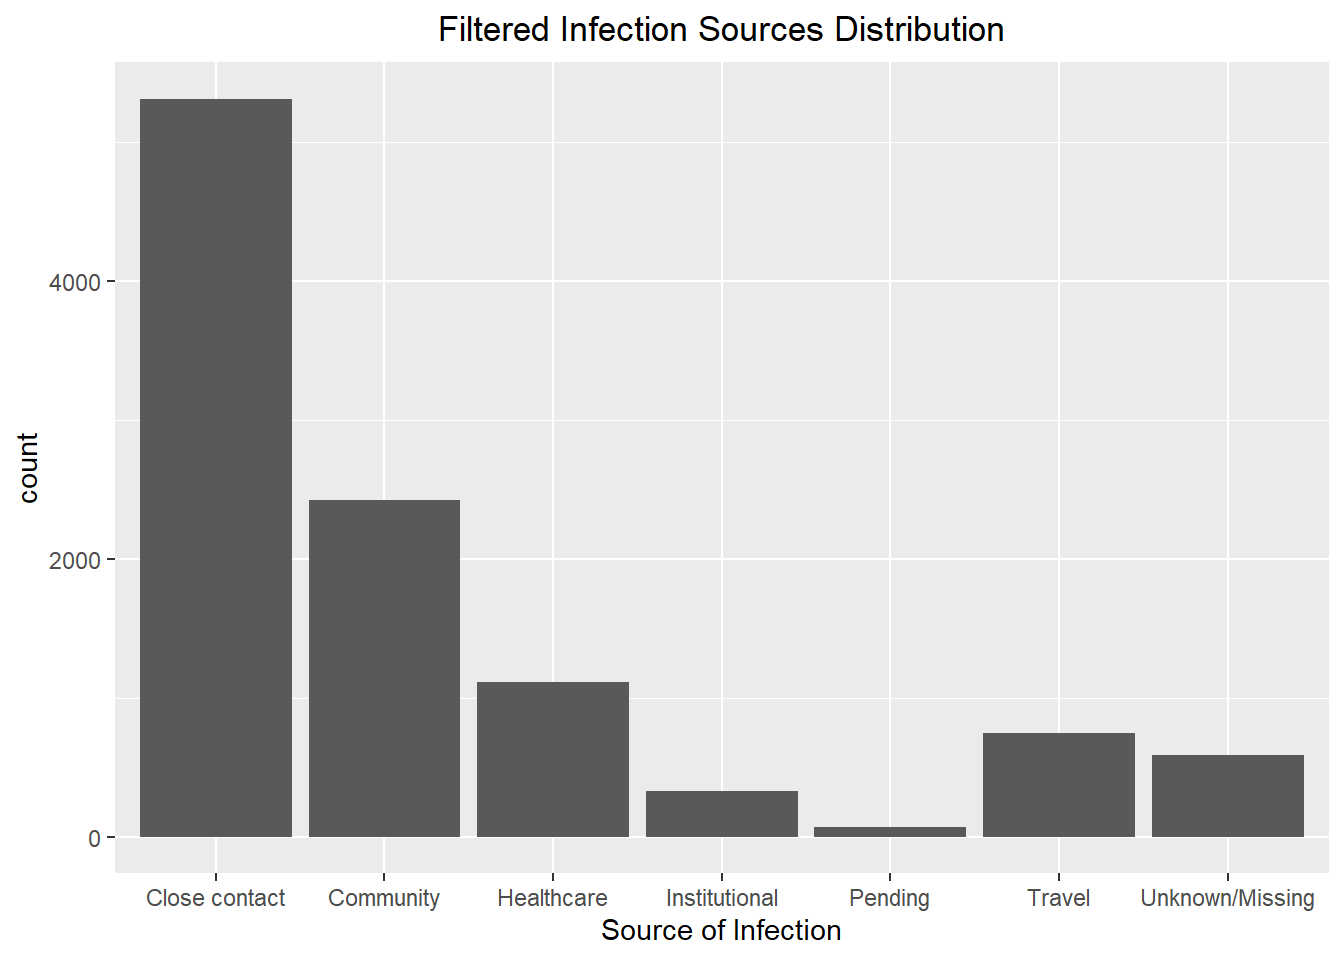 Filtered Infection Sources Distribution
count
4000
2000
0
Close contact Community Healthcare Institutional Pending Travel Unknown/Missing
Source of Infection